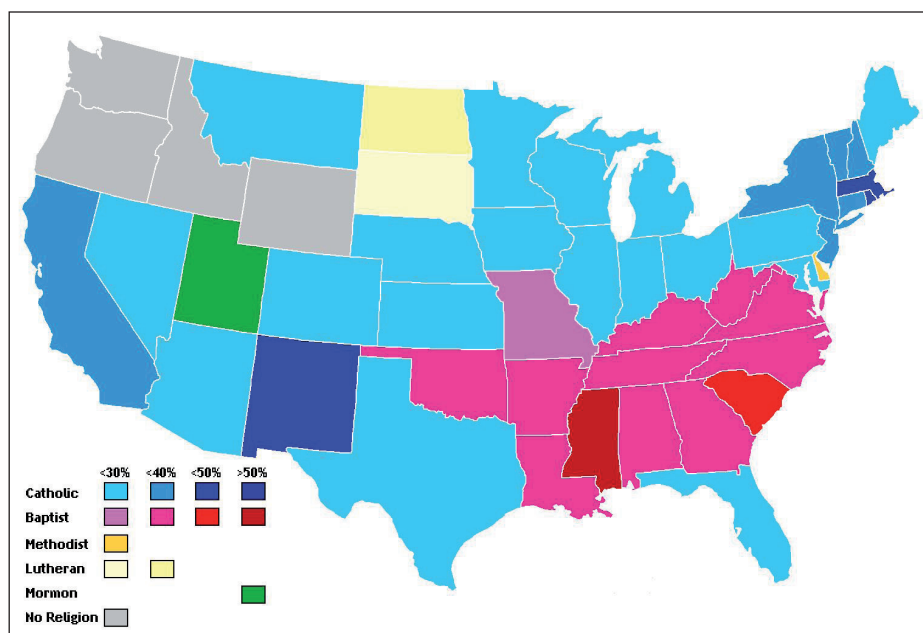 <30% <40% <50% >50%
Catholic
Baptist
Methodist
Lutheran
Mormon
No Religion